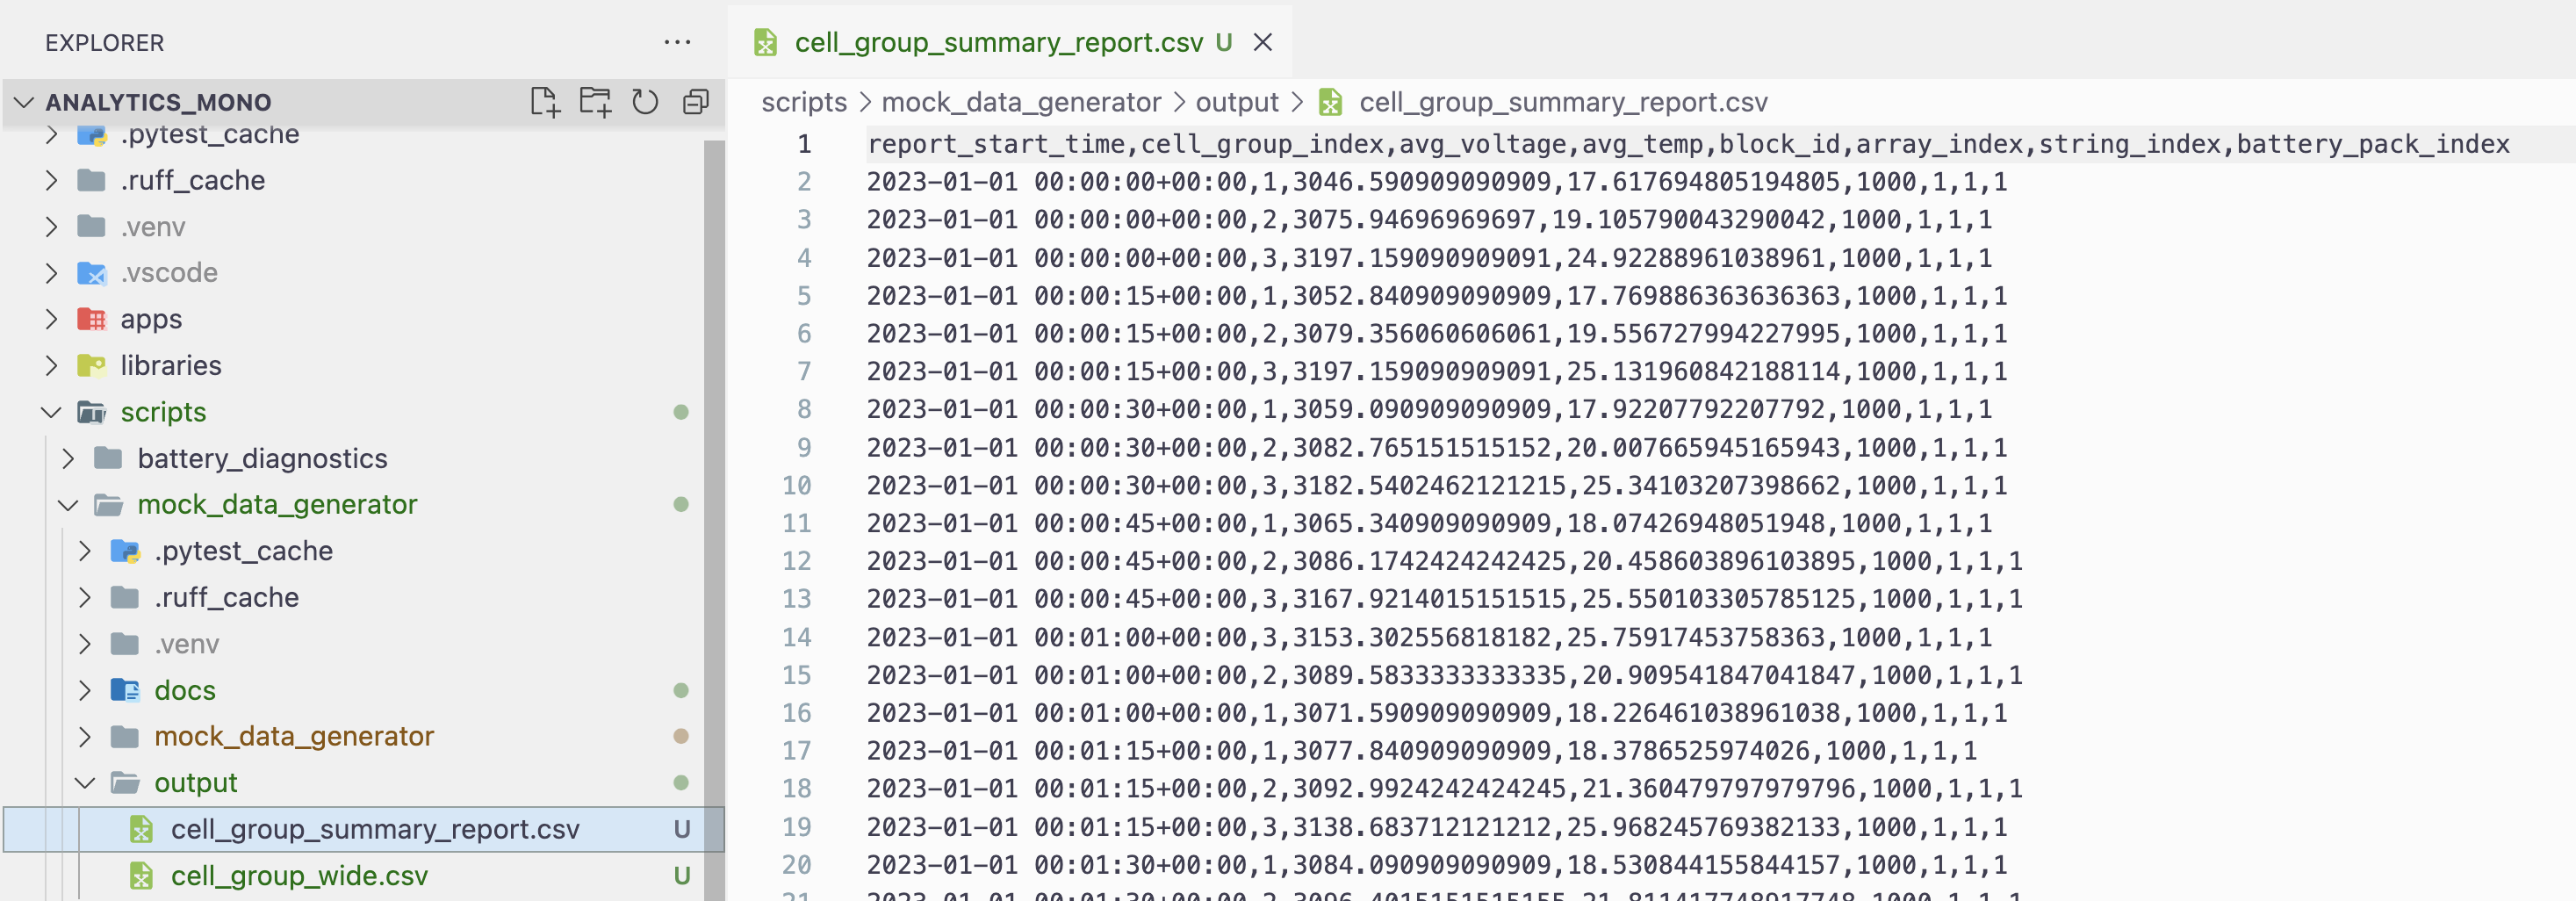 EXPLORER
ANALYTICS_MONO
.pytest_cache
.ruff_cache
.venv
.vscode
apps
libraries
scripts
battery_diagnostics
mock_data_generator
.pytest_cache
.ruff_cache
.venv
docs
mock_data_generator
output
cell_group_summary_report.csv U
cell_group_wide.csv U
cell_group_summary_report.csv U
scripts > mock_data_generator > output > cell_group_summary_report.csv
1 report_start_time,cell_group_index,avg_voltage,avg_temp,block_id,array_index,string_index,battery_pack_index
2 2023-01-01 00:00:00+00:00,1,3046.590909090909,17.617694805194805,1000,1,1,1
3 2023-01-01 00:00:00+00:00,2,3075.94696969697,19.105790043290042,1000,1,1,1
4 2023-01-01 00:00:00+00:00,3,3197.159090909091,24.92288961038961,1000,1,1,1
5 2023-01-01 00:00:15+00:00,1,3052.840909090909,17.769886363636363,1000,1,1,1
6 2023-01-01 00:00:15+00:00,2,3079.356060606061,19.556727994227995,1000,1,1,1
7 2023-01-01 00:00:15+00:00,3,3197.159090909091,25.131960842188114,1000,1,1,1
8 2023-01-01 00:00:30+00:00,1,3059.090909090909,17.92207792207792,1000,1,1,1
9 2023-01-01 00:00:30+00:00,2,3082.765151515152,20.007665945165943,1000,1,1,1
10 2023-01-01 00:00:30+00:00,3,3182.5402462121215,25.34103207398662,1000,1,1,1
11 2023-01-01 00:00:45+00:00,1,3065.340909090909,18.07426948051948,1000,1,1,1
12 2023-01-01 00:00:45+00:00,2,3086.1742424242425,20.458603896103895,1000,1,1,1
13 2023-01-01 00:00:45+00:00,3,3167.9214015151515,25.550103305785125,1000,1,1,1
14 2023-01-01 00:01:00+00:00,3,3153.302556818182,25.75917453758363,1000,1,1,1
15 2023-01-01 00:01:00+00:00,2,3089.5833333333335,20.909541847041847,1000,1,1,1
16 2023-01-01 00:01:00+00:00,1,3071.590909090909,18.226461038961038,1000,1,1,1
17 2023-01-01 00:01:15+00:00,1,3077.840909090909,18.3786525974026,1000,1,1,1
18 2023-01-01 00:01:15+00:00,2,3092.9924242424245,21.360479797979796,1000,1,1,1
19 2023-01-01 00:01:15+00:00,3,3138.683712121212,25.968245769382133,1000,1,1,1
20 2023-01-01 00:01:30+00:00,1,3084.090909090909,18.530844155844157,1000,1,1,1